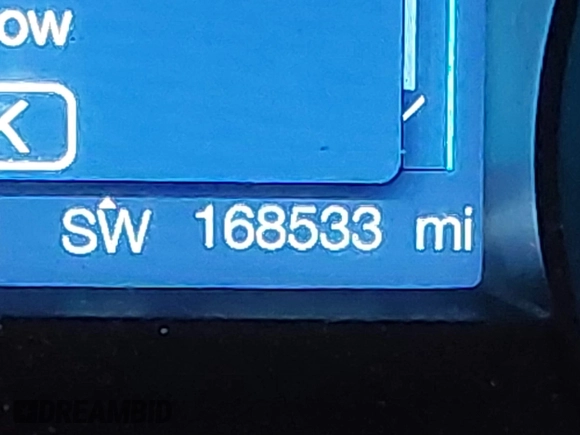 ow
K
SW 168533 mi
DREAMBID